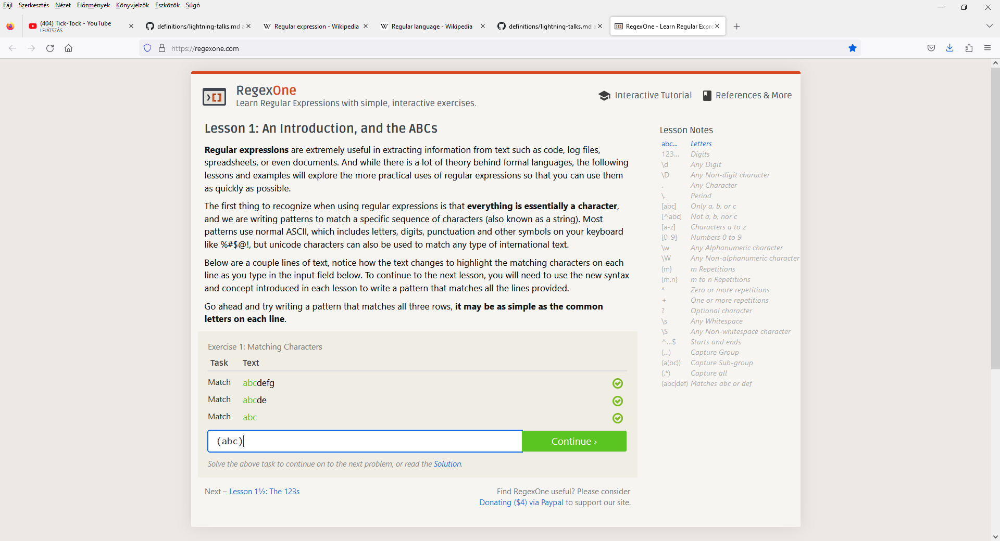 Fájl Szerkesztés Nézet Előzmények Könyvjelzők Eszközök Súgó
(404) Tick-Tock - YouTube
LEJÁTSZÁS
definitions/lightning-talks.md a
Regular expression - Wikipedia
Regular language - Wikipedia
definitions/lightning-talks.md a
RegexOne - Learn Regular Expre
https://regexone.com
RegexOne
Learn Regular Expressions with simple, interactive exercises.
Interactive Tutorial
References & More
Lesson 1: An Introduction, and the ABCs
Regular expressions are extremely useful in extracting information from text such as code, log files,
spreadsheets, or even documents. And while there is a lot of theory behind formal languages, the following
lessons and examples will explore the more practical uses of regular expressions so that you can use them
as quickly as possible.
The first thing to recognize when using regular expressions is that everything is essentially a character,
and we are writing patterns to match a specific sequence of characters (also known as a string). Most
patterns use normal ASCII, which includes letters, digits, punctuation and other symbols on your keyboard
like %#$@!, but unicode characters can also be used to match any type of international text.
Below are a couple lines of text, notice how the text changes to highlight the matching characters on each
line as you type in the input field below. To continue to the next lesson, you will need to use the new syntax
and concept introduced in each lesson to write a pattern that matches all the lines provided.
Go ahead and try writing a pattern that matches all three rows, it may be as simple as the common
letters on each line.
Exercise 1: Matching Characters
Task Text
Match abcdefg
Match abcde
Match abc
(abc)
Continue ›
Solve the above task to continue on to the next problem, or read the Solution.
Next – Lesson 1½: The 123s
Find RegexOne useful? Please consider
Donating ($4) via Paypal to support our site.
Lesson Notes
abc… Letters
123… Digits
\d Any Digit
\D Any Non-digit character
. Any Character
\. Period
[abc] Only a, b, or c
[^abc] Not a, b, nor c
[a-z] Characters a to z
[0-9] Numbers 0 to 9
\w Any Alphanumeric character
\W Any Non-alphanumeric character
{m} m Repetitions
{m,n} m to n Repetitions
* Zero or more repetitions
+ One or more repetitions
? Optional character
\s Any Whitespace
\S Any Non-whitespace character
^…$ Starts and ends
(…) Capture Group
(a(bc)) Capture Sub-group
(.*) Capture all
(abc|def) Matches abc or def